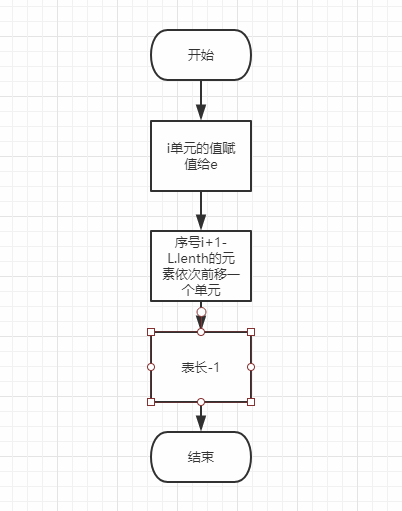 开始
i单元的值赋
值给e
序号i+1-
L.lenth的元
素依次前移一
个单元
表长-1
结束